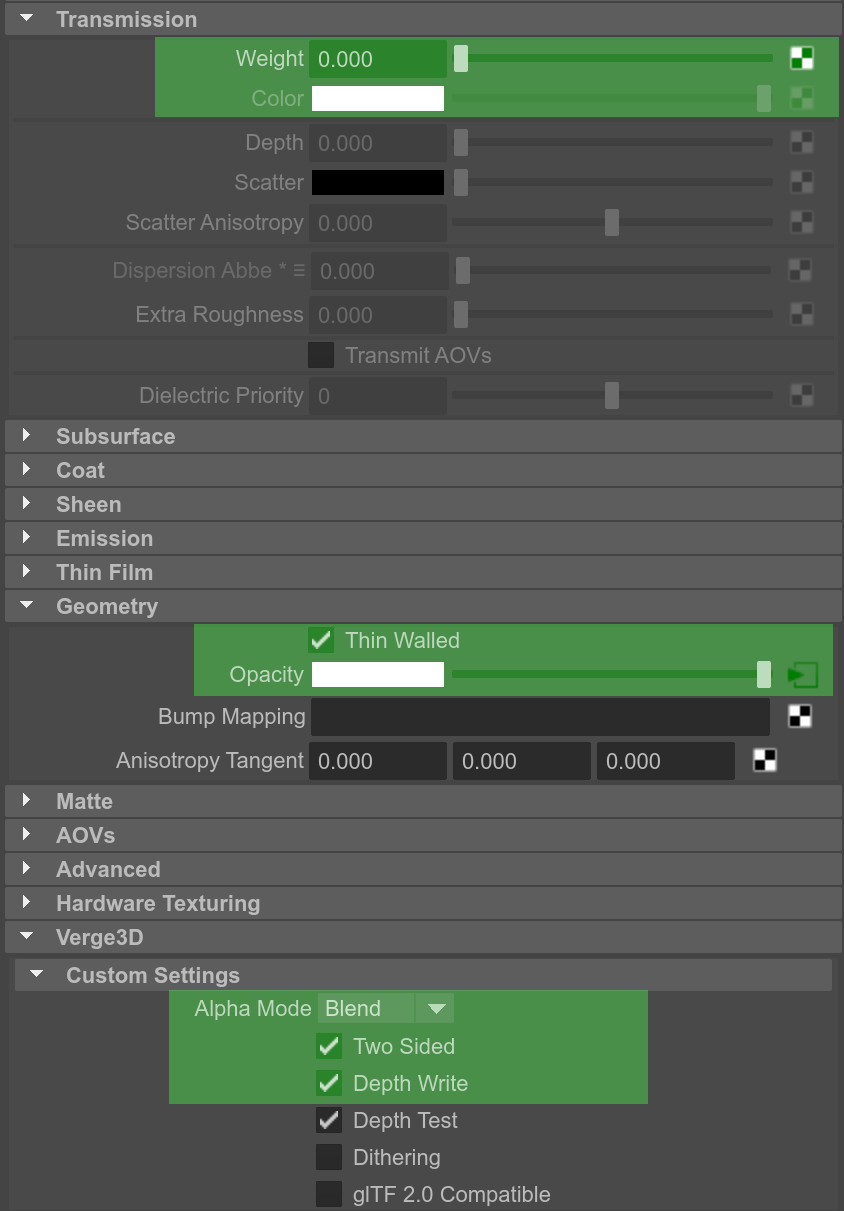 Transmission
Weight 0.000
Color
Depth 0.000
Scatter
Scatter Anisotropy 0.000
Dispersion Abbe * 0.000
Extra Roughness 0.000
Transmit AOVs
Dielectric Priority 0
Subsurface
Coat
Sheen
Emission
Thin Film
Geometry
Thin Walled
Opacity
Bump Mapping
Anisotropy Tangent 0.000 0.000 0.000
Matte
AOVs
Advanced
Hardware Texturing
Verge3D
Custom Settings
Alpha Mode Blend
Two Sided
Depth Write
Depth Test
Dithering
glTF 2.0 Compatible